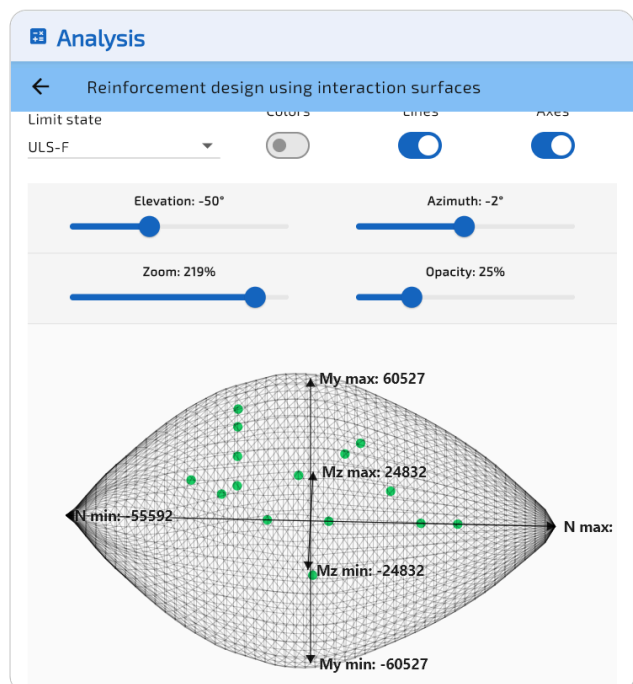 Analysis
Reinforcement design using interaction surfaces
Limit state
Colors
Lines
Axes
ULS-F
Elevation: -50°
Azimuth: -2°
Zoom: 219%
Opacity: 25%
My max: 60527
Mz max: 24832
N min: -55592
N max:
Mz min: -24832
My min: -60527